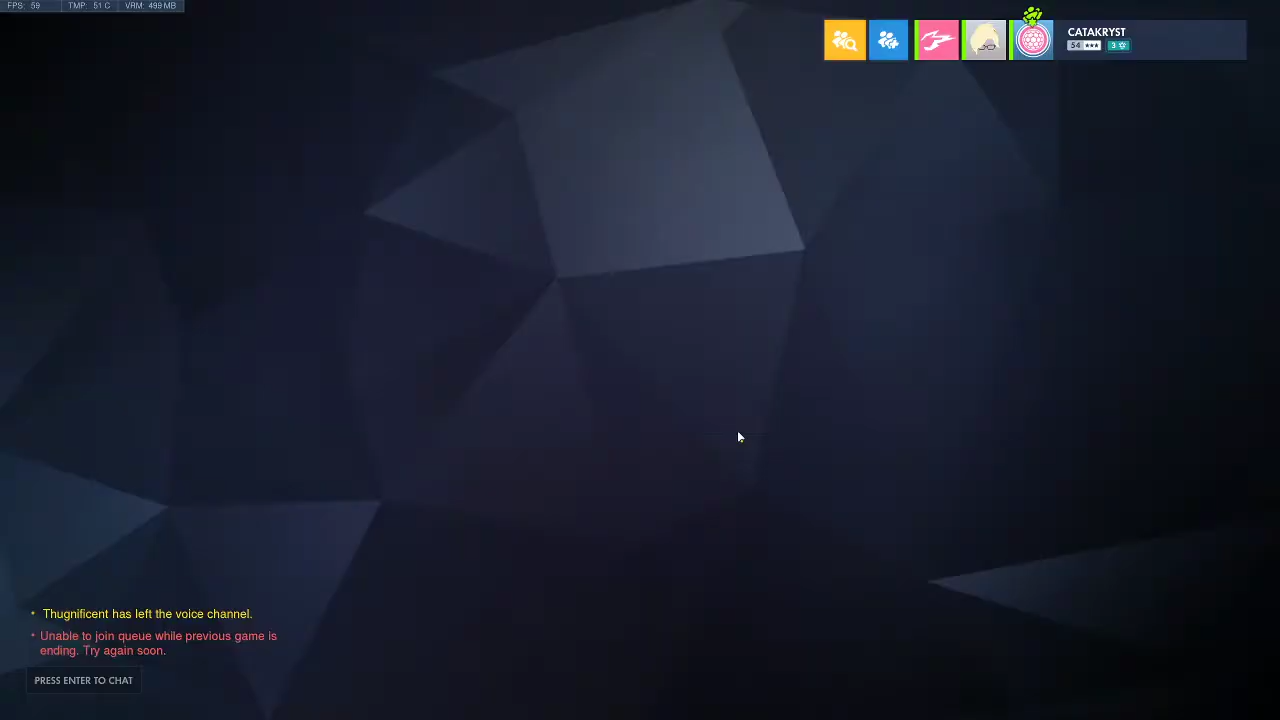 FPS: 59 TMP: 51 C VRM: 499 MB
CATAKRYST
54 ★★★ 3
• Thugnificent has left the voice channel.
• Unable to join queue while previous game is
ending. Try again soon.
PRESS ENTER TO CHAT